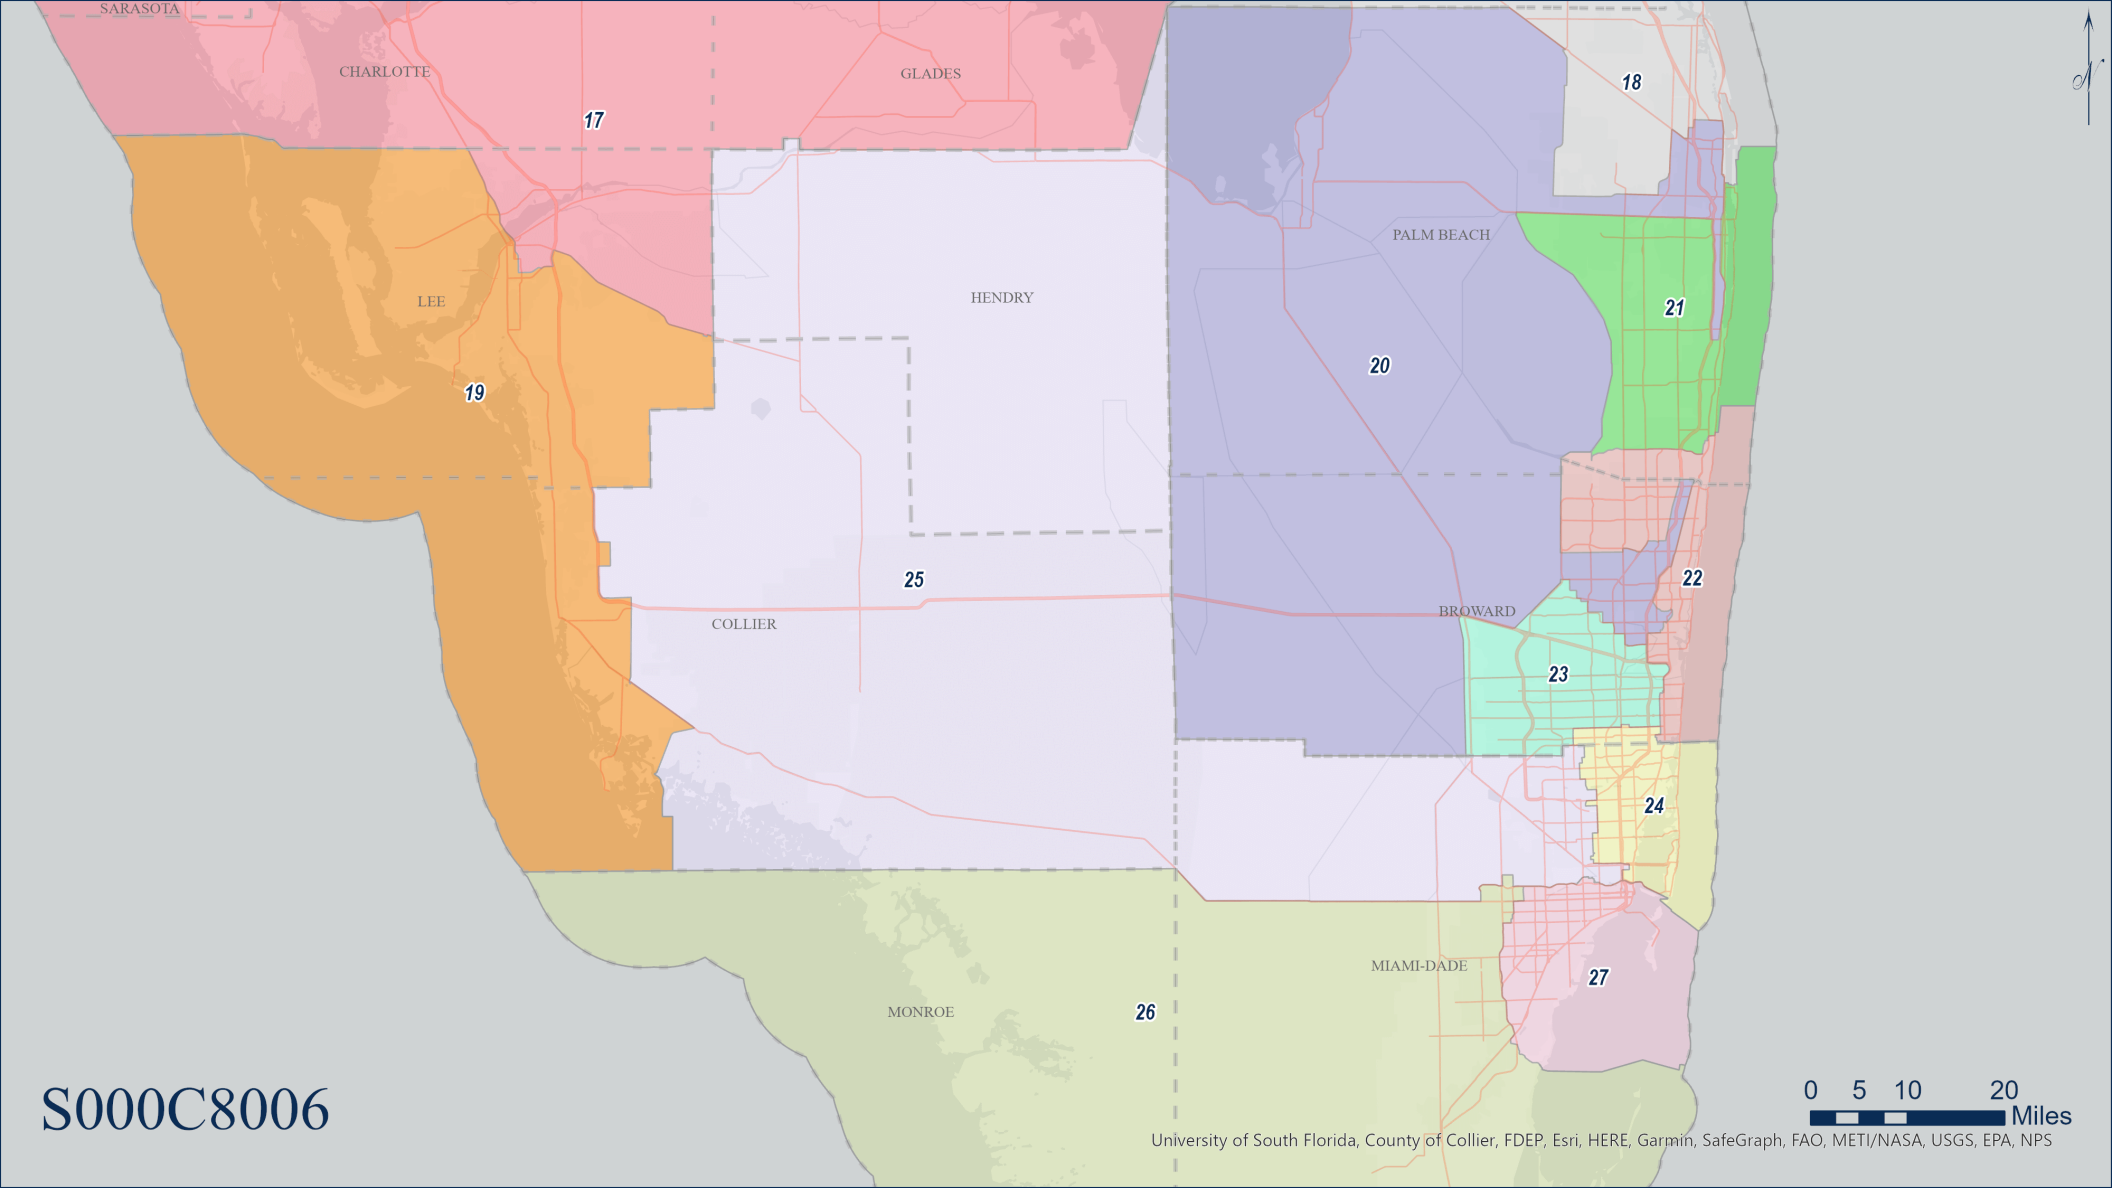 SARASOTA
CHARLOTTE
GLADES
17
18
PALM BEACH
LEE
HENDRY
21
20
19
25
22
BROWARD
COLLIER
23
24
MIAMI-DADE
27
MONROE
26
S000C8006
N
0 5 10 20
Miles
University of South Florida, County of Collier, FDEP, Esri, HERE, Garmin, SafeGraph, FAO, METI/NASA, USGS, EPA, NPS